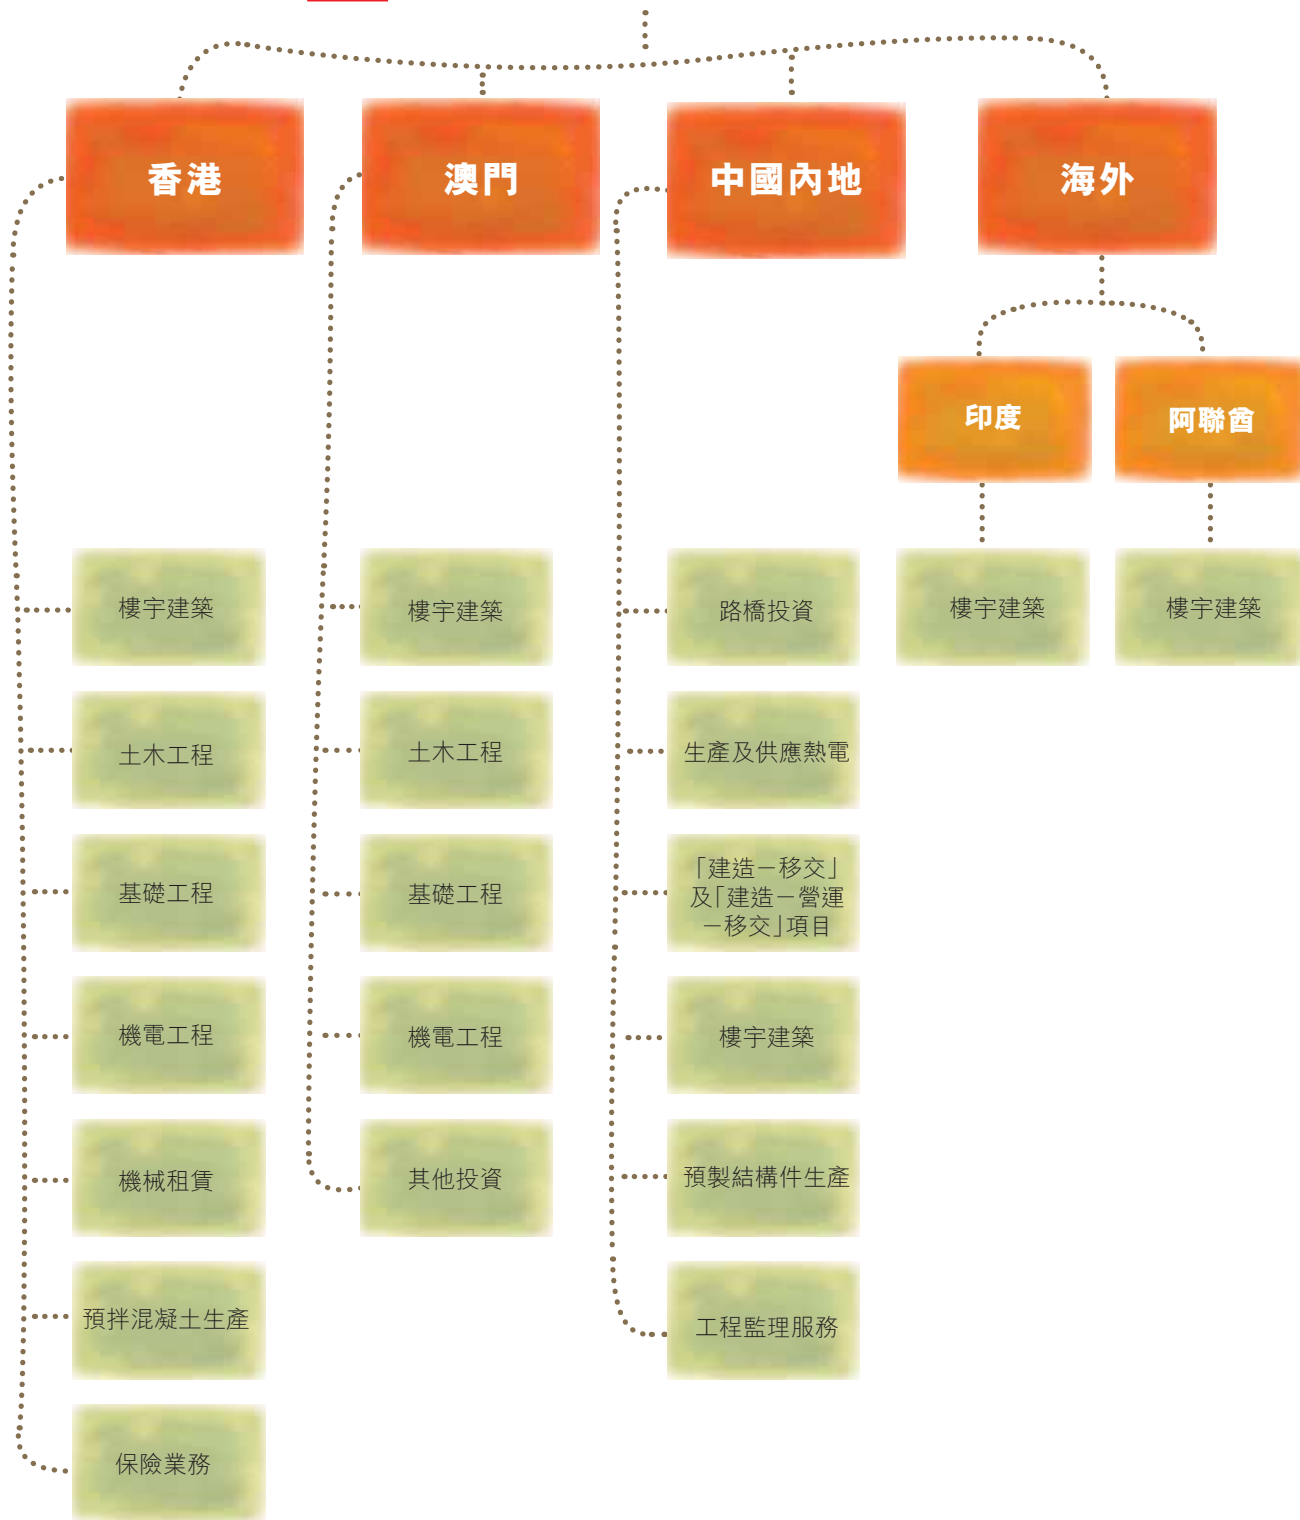 香港
澳門
中國內地
海外
印度
阿聯酋
樓宇建築
樓宇建築
路橋投資
樓宇建築
樓宇建築
土木工程
土木工程
生產及供應熱電
基礎工程
基礎工程
「建造－移交」
及「建造－營運
－移交」項目
機電工程
機電工程
樓宇建築
機械租賃
其他投資
預製結構件生產
預拌混凝土生產
工程監理服務
保險業務